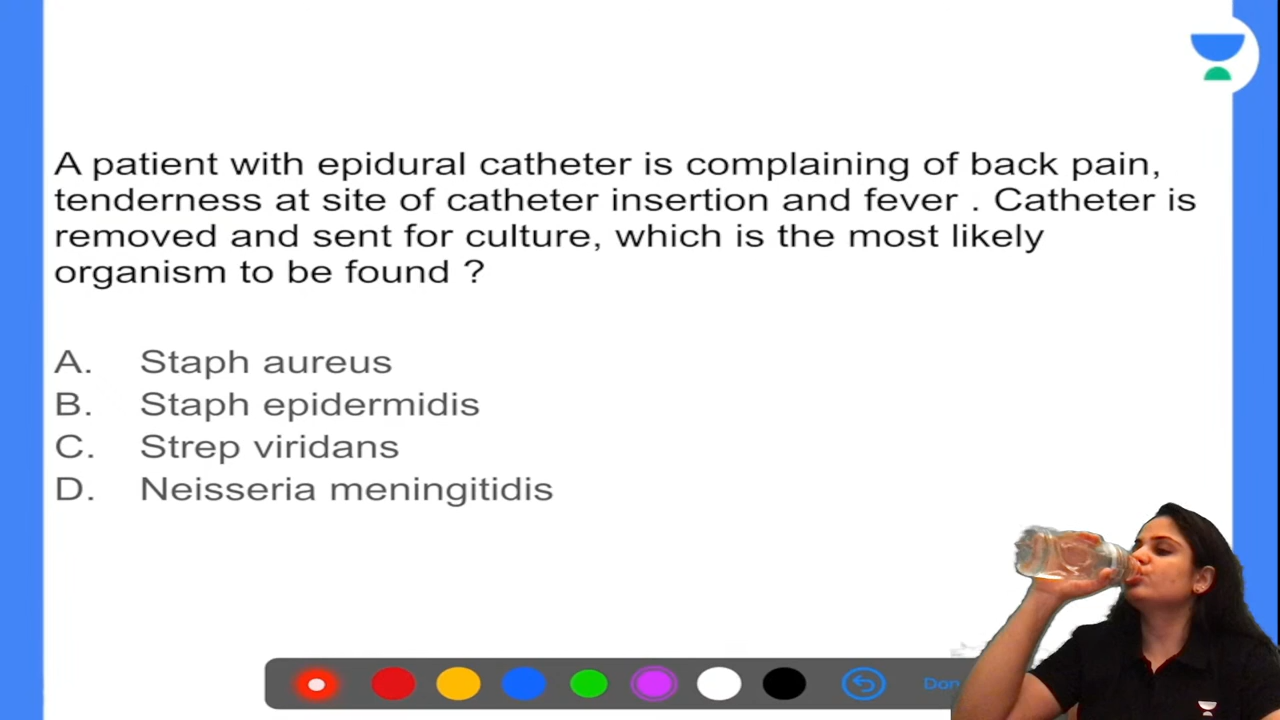 A patient with epidural catheter is complaining of back pain,
tenderness at site of catheter insertion and fever . Catheter is
removed and sent for culture, which is the most likely
organism to be found ?
A. Staph aureus
B. Staph epidermidis
C. Strep viridans
D. Neisseria meningitidis